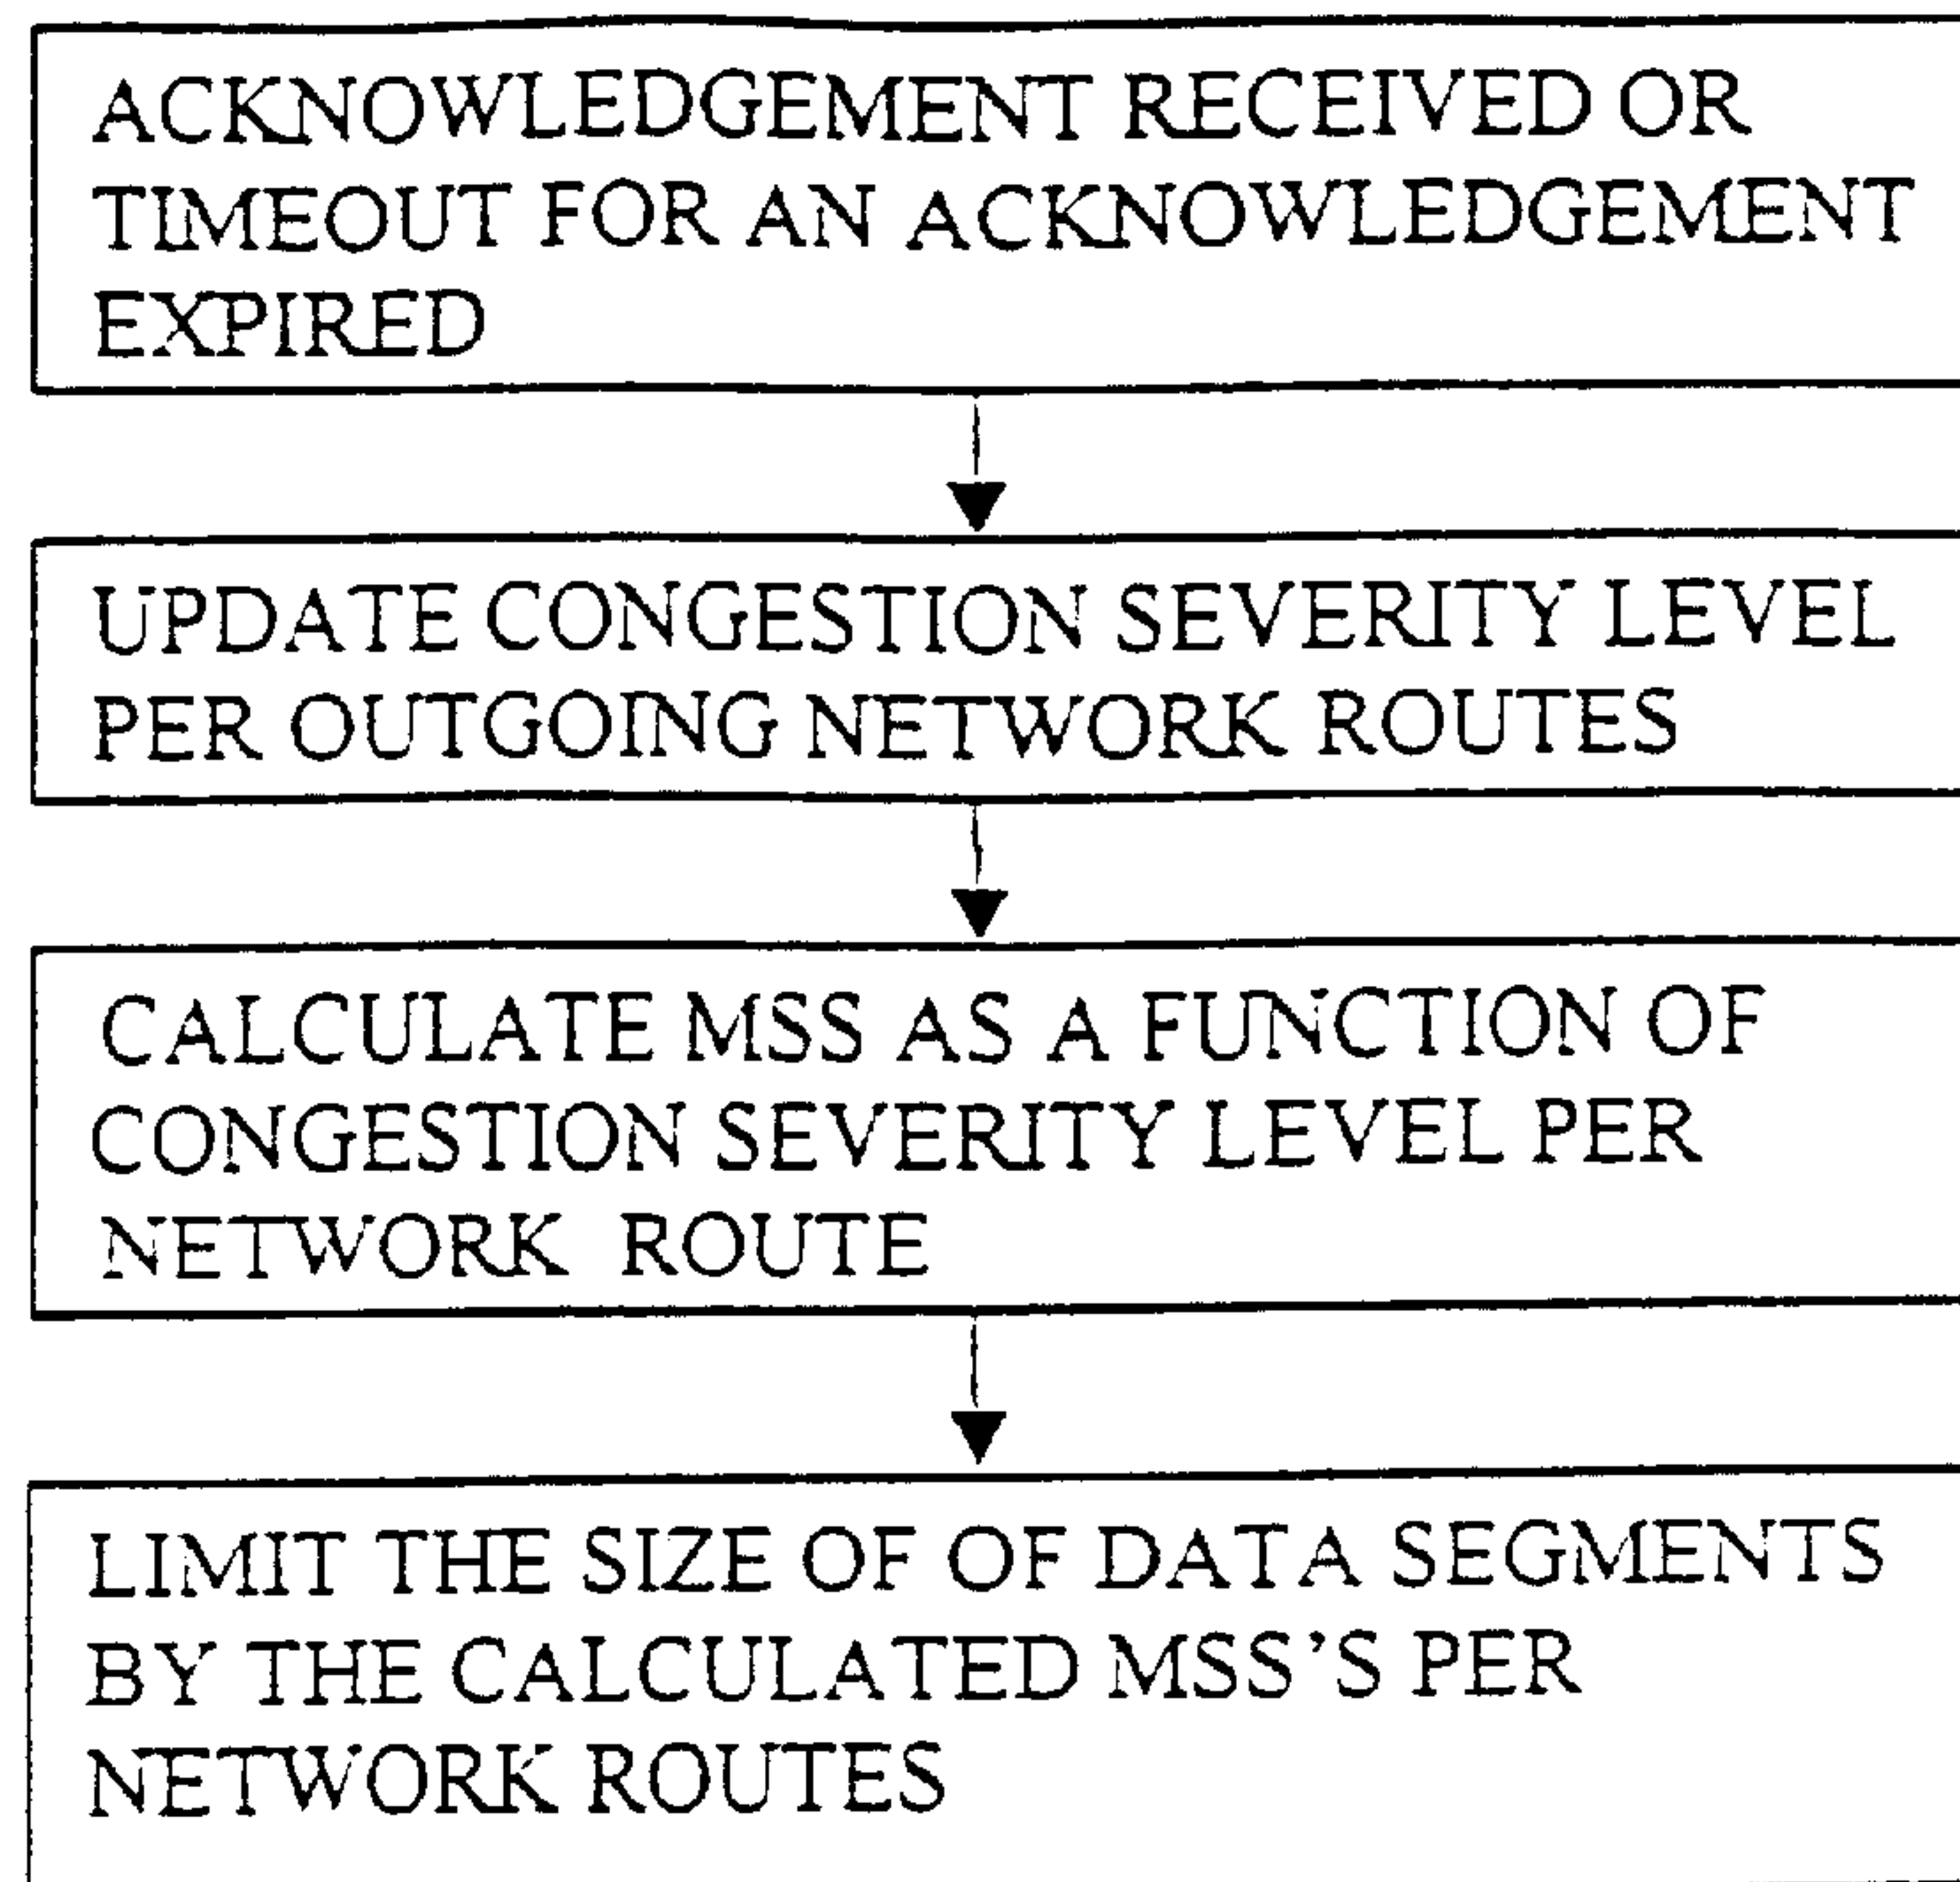 ACKNOWLEDGEMENT RECEIVED OR
TIMEOUT FOR AN ACKNOWLEDGEMENT
EXPIRED
UPDATE CONGESTION SEVERITY LEVEL
PER OUTGOING NETWORK ROUTES
CALCULATE MSS AS A FUNCTION OF
CONGESTION SEVERITY LEVEL PER
NETWORK ROUTE
LIMIT THE SIZE OF OF DATA SEGMENTS
BY THE CALCULATED MSS'S PER
NETWORK ROUTES